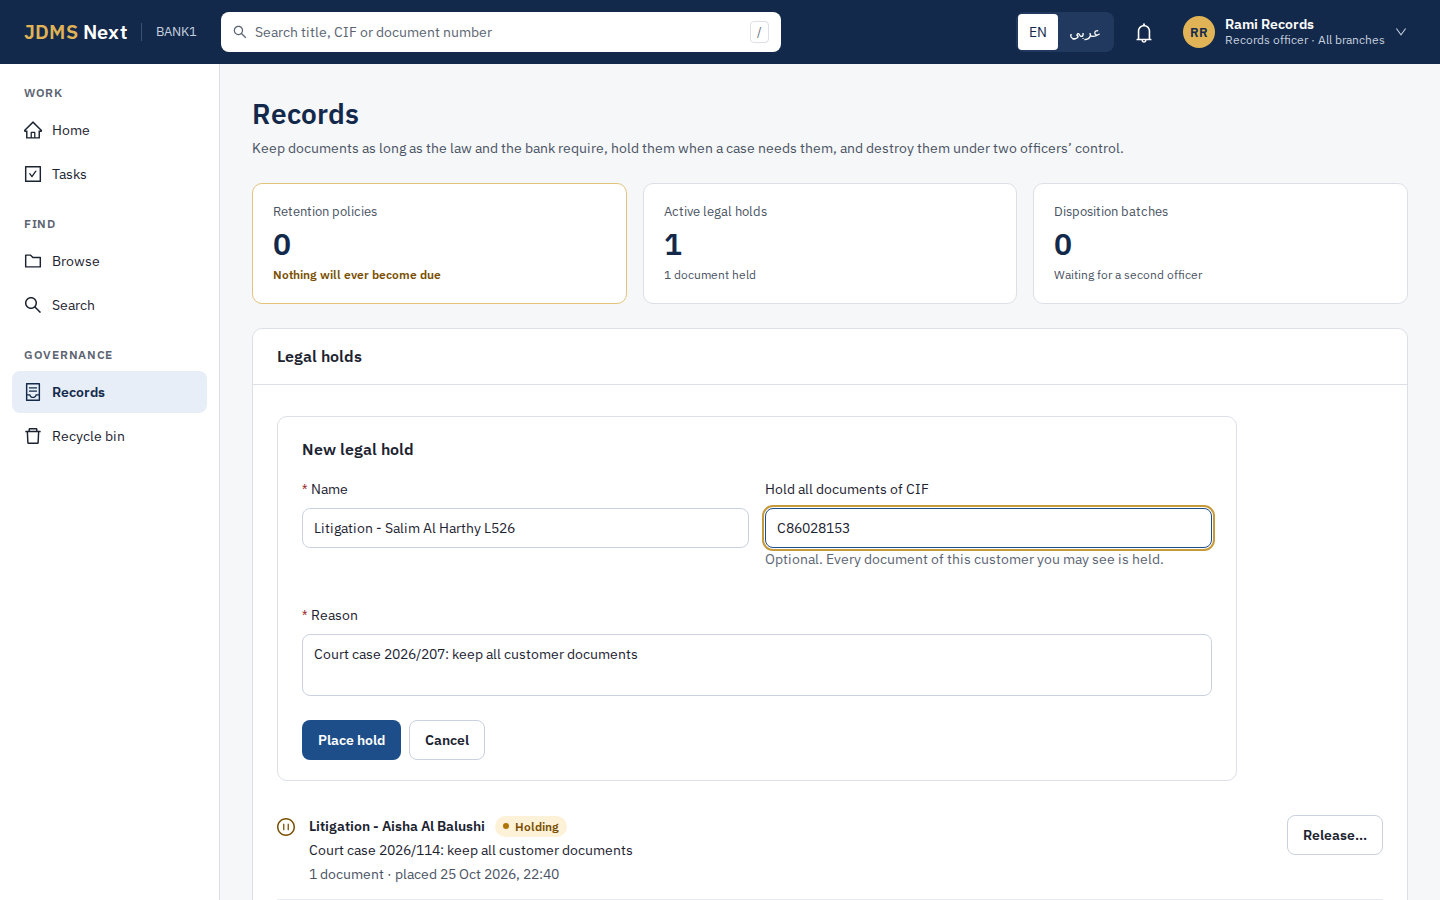 JDMS Next
BANK1
Search title, CIF or document number
/
EN
عربي
RR
Rami Records
Records officer · All branches
WORK
Home
Tasks
FIND
Browse
Search
GOVERNANCE
Records
Recycle bin
Records
Keep documents as long as the law and the bank require, hold them when a case needs them, and destroy them under two officers’ control.
Retention policies
0
Nothing will ever become due
Active legal holds
1
1 document held
Disposition batches
0
Waiting for a second officer
Legal holds
New legal hold
* Name
Litigation - Salim Al Harthy L526
Hold all documents of CIF
C86028153
Optional. Every document of this customer you may see is held.
* Reason
Court case 2026/207: keep all customer documents
Place hold
Cancel
Litigation - Aisha Al Balushi
Holding
Court case 2026/114: keep all customer documents
1 document · placed 25 Oct 2026, 22:40
Release...